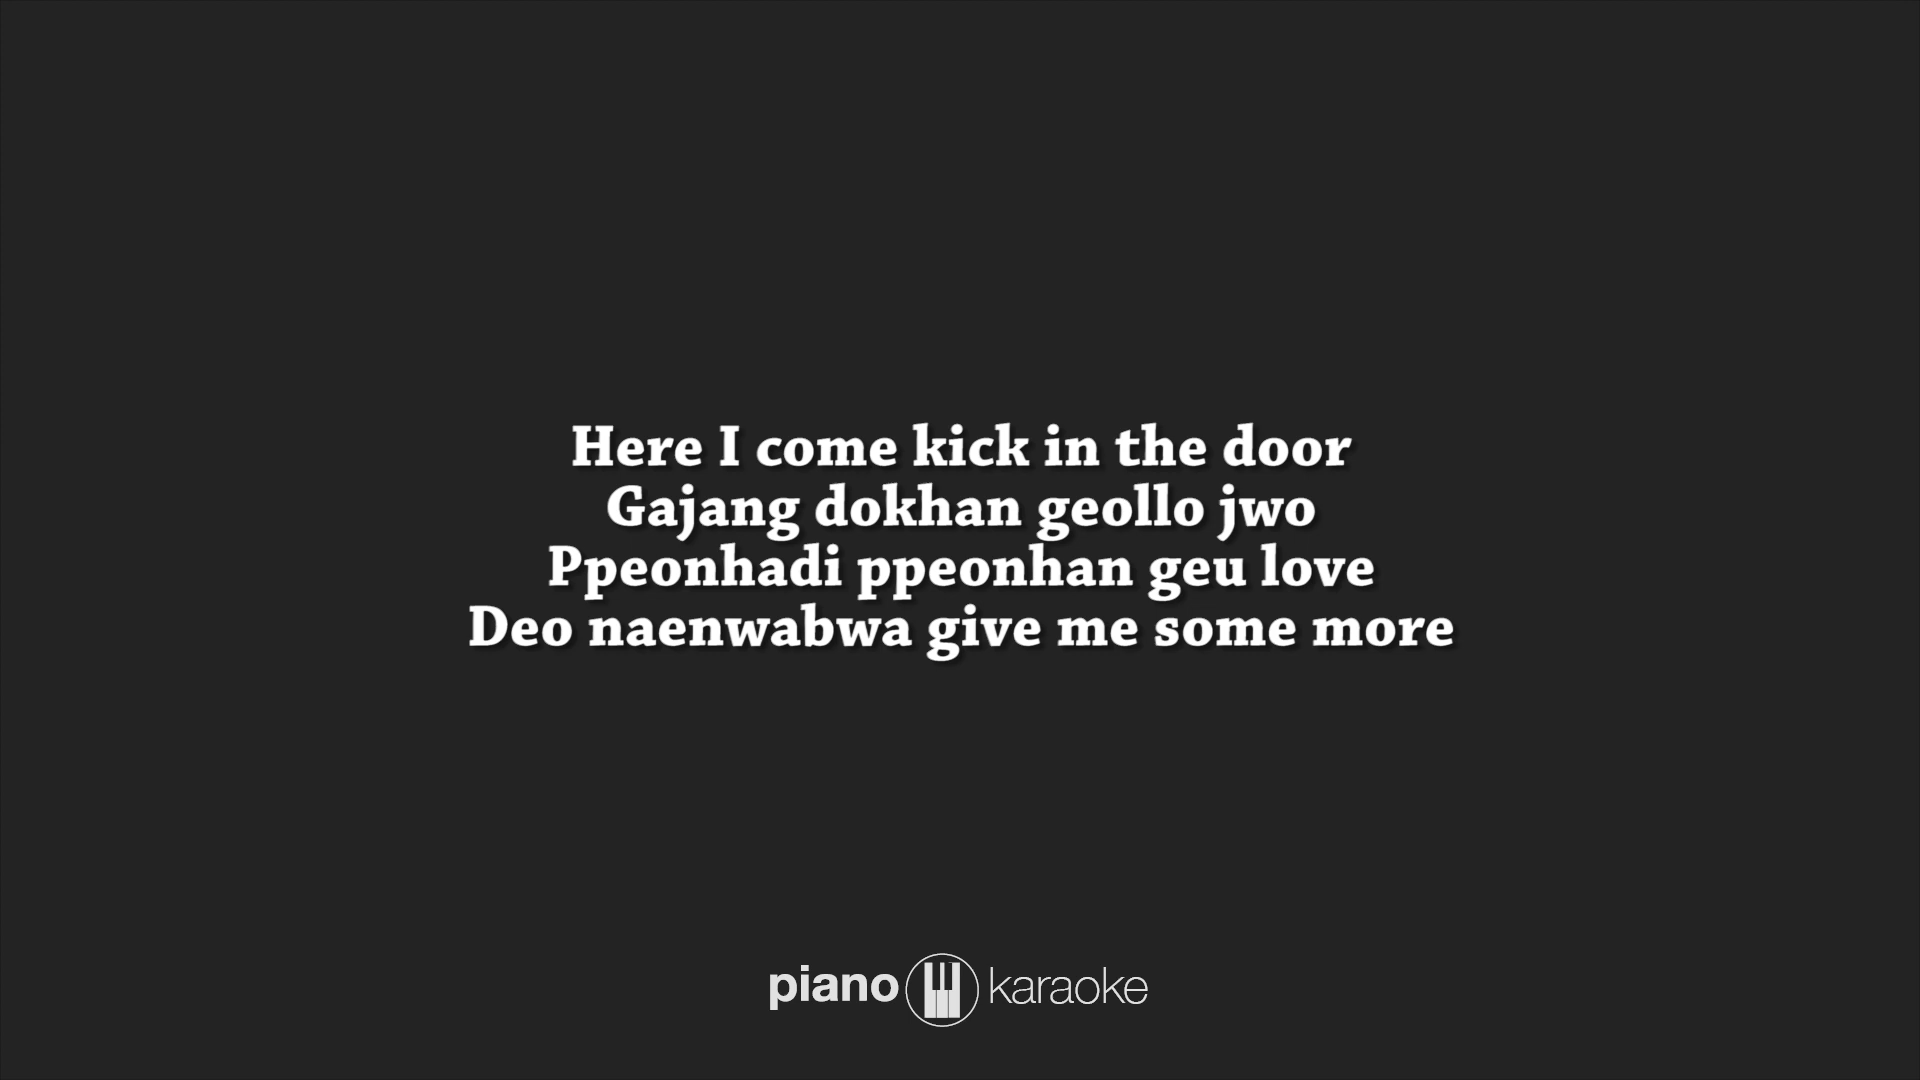 Here I come kick in the door
Gajang dokhan geollo jwo
Ppeonhadi ppeonhan geu love
Deo naenwabwa give me some more
piano karaoke